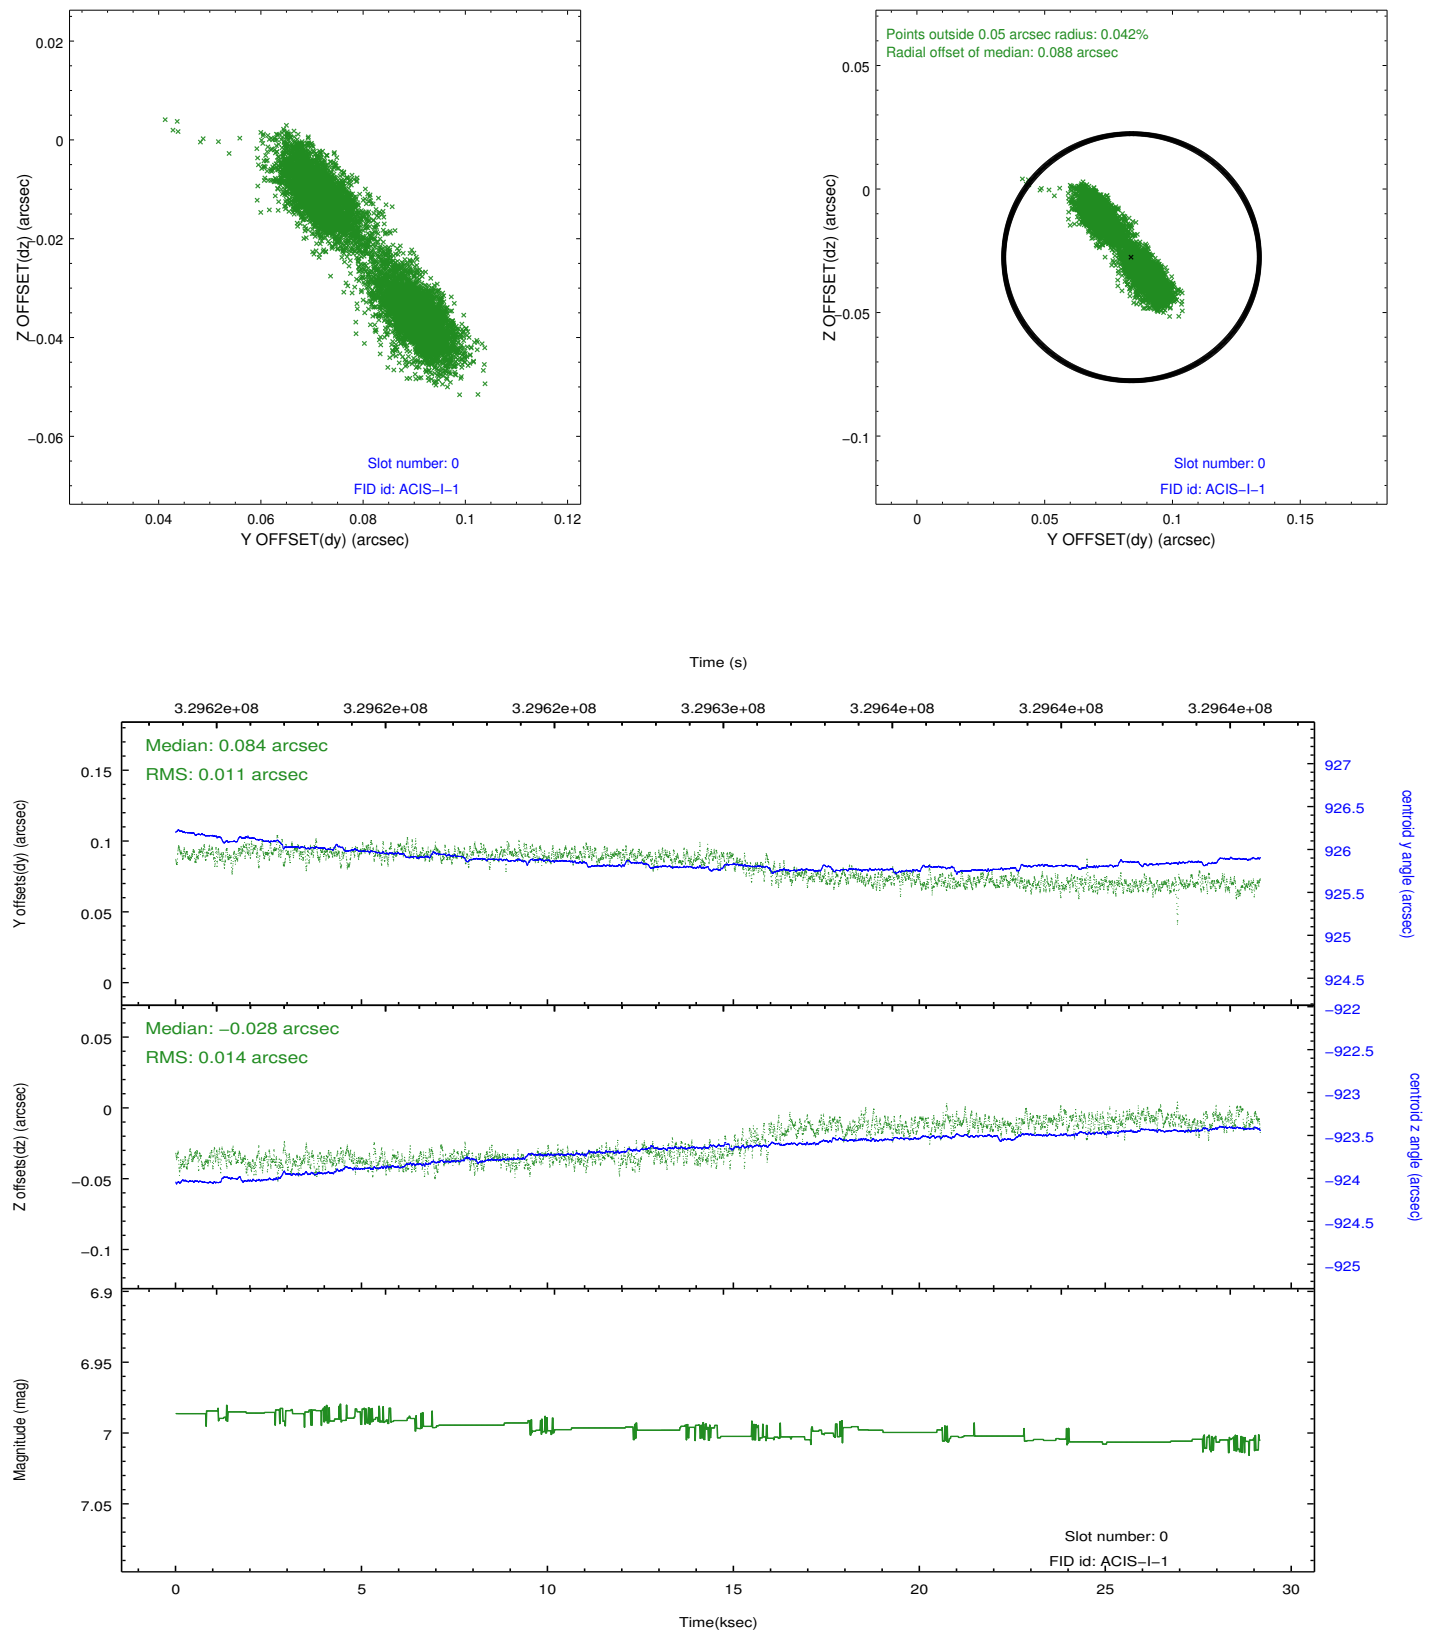 0.02
0
−0.02
−0.04
−0.06
Z OFFSET(dz) (arcsec)
Slot number: 0
FID id: ACIS−I−1
0.04 0.06 0.08 0.1 0.12
Y OFFSET(dy) (arcsec)
Points outside 0.05 arcsec radius: 0.042%
Radial offset of median: 0.088 arcsec
0.05
0
−0.05
−0.1
Z OFFSET(dz) (arcsec)
Slot number: 0
FID id: ACIS−I−1
0 0.05 0.1 0.15
Y OFFSET(dy) (arcsec)
Time (s)
3.2962e+08 3.2962e+08 3.2962e+08 3.2963e+08 3.2964e+08 3.2964e+08 3.2964e+08
Median: 0.084 arcsec
RMS: 0.011 arcsec
0.15
0.1
0.05
0
Y offsets(dy) (arcsec)
927
926.5
926
925.5
925
924.5
centroid y angle (arcsec)
Median: −0.028 arcsec
RMS: 0.014 arcsec
0.05
0
−0.05
−0.1
Z offsets(dz) (arcsec)
−922
−922.5
−923
−923.5
−924
−924.5
−925
centroid z angle (arcsec)
6.9
6.95
7
7.05
Magnitude (mag)
Slot number: 0
FID id: ACIS−I−1
0 5 10 15 20 25 30
Time(ksec)